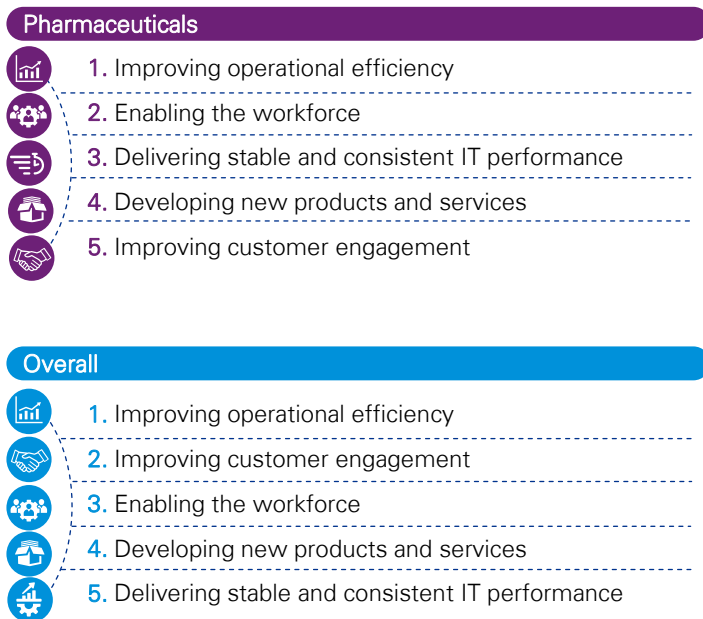 Pharmaceuticals
1. Improving operational efficiency
2. Enabling the workforce
3. Delivering stable and consistent IT performance
4. Developing new products and services
5. Improving customer engagement
Overall
1. Improving operational efficiency
2. Improving customer engagement
3. Enabling the workforce
4. Developing new products and services
5. Delivering stable and consistent IT performance